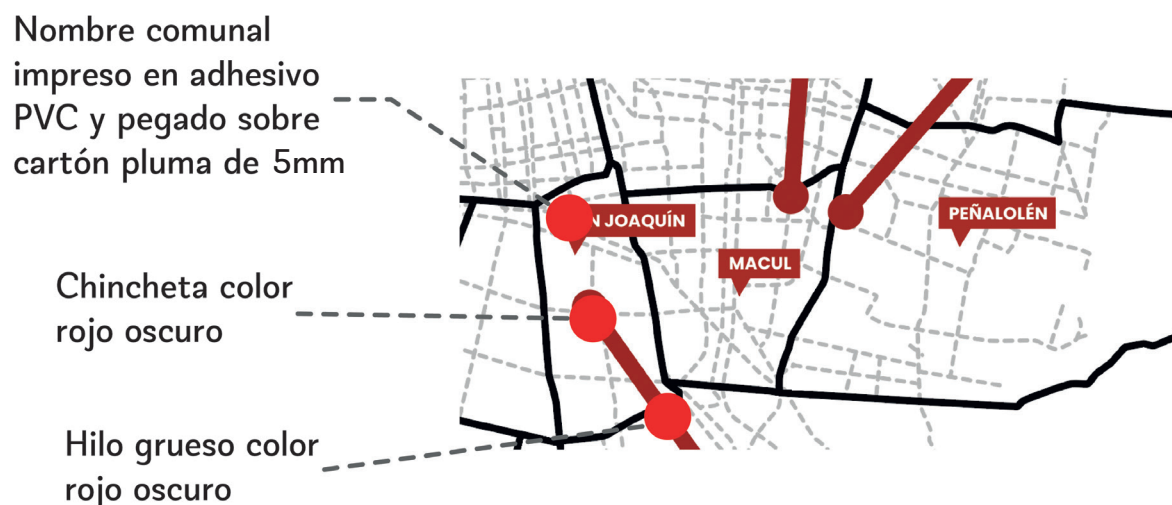 Nombre comunal
impreso en adhesivo
PVC y pegado sobre
cartón pluma de 5mm
N JOAQUÍN
PEÑALOLÉN
MACUL
Chincheta color
rojo oscuro
Hilo grueso color
rojo oscuro